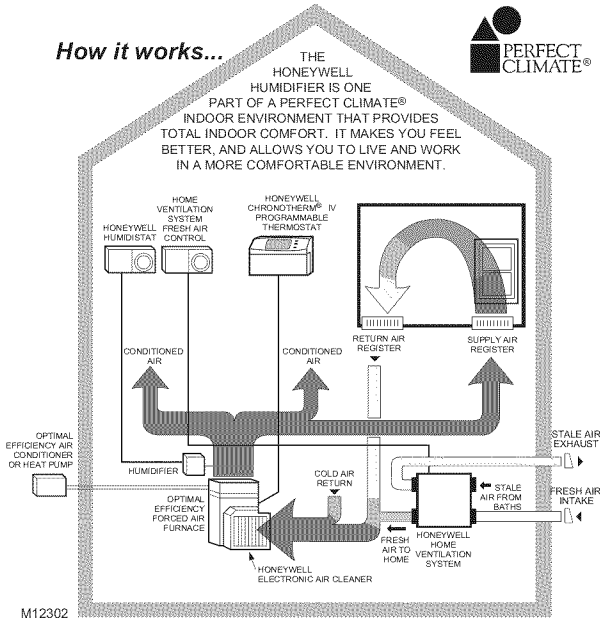 How it works...
PERFECT
CLIMATE®
THE
HONEYWELL
HUMIDIFIER IS ONE
PART OF A PERFECT CLIMATE®
INDOOR ENVIRONMENT THAT PROVIDES
TOTAL INDOOR COMFORT. IT MAKES YOU FEEL
BETTER, AND ALLOWS YOU TO LIVE AND WORK
IN A MORE COMFORTABLE ENVIRONMENT.
HONEYWELL
HUMIDISTAT
HOME
VENTILATION
SYSTEM
FRESH AIR
CONTROL
HONEYWELL
CHRONOTHERM® IV
PROGRAMMABLE
THERMOSTAT
RETURN AIR
REGISTER
SUPPLY AIR
REGISTER
CONDITIONED
AIR
CONDITIONED
AIR
OPTIMAL
EFFICIENCY AIR
CONDITIONER
OR HEAT PUMP
HUMIDIFIER
OPTIMAL
EFFICIENCY
FORCED AIR
FURNACE
COLD AIR
RETURN
STALE AIR
EXHAUST
STALE
AIR FROM
BATHS
FRESH AIR
INTAKE
FRESH
AIR TO
HOME
HONEYWELL
HOME
VENTILATION
SYSTEM
HONEYWELL
ELECTRONIC AIR CLEANER
M12302